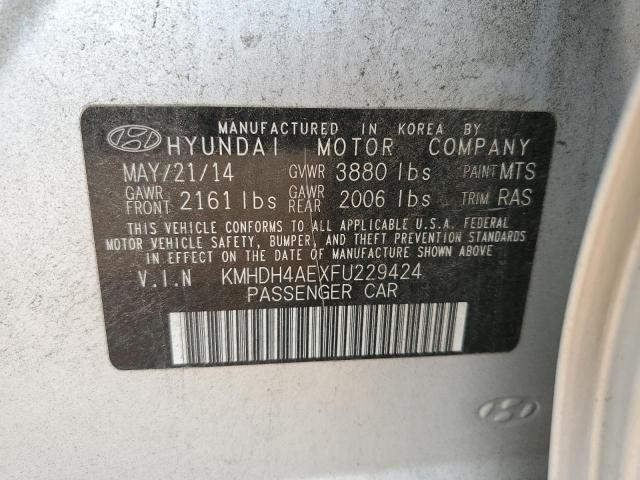 MANUFACTURED IN KOREA BY
HYUNDAI MOTOR COMPANY
MAY/21/14 GVWR 3880 lbs PAINT MTS
GAWR FRONT 2161 lbs GAWR REAR 2006 lbs TRIM RAS
THIS VEHICLE CONFORMS TO ALL APPLICABLE U.S.A. FEDERAL
MOTOR VEHICLE SAFETY, BUMPER, AND THEFT PREVENTION STANDARDS
IN EFFECT ON THE DATE OF MANUFACTURE SHOWN ABOVE
V.I.N KMHDH4AEXFU229424
PASSENGER CAR